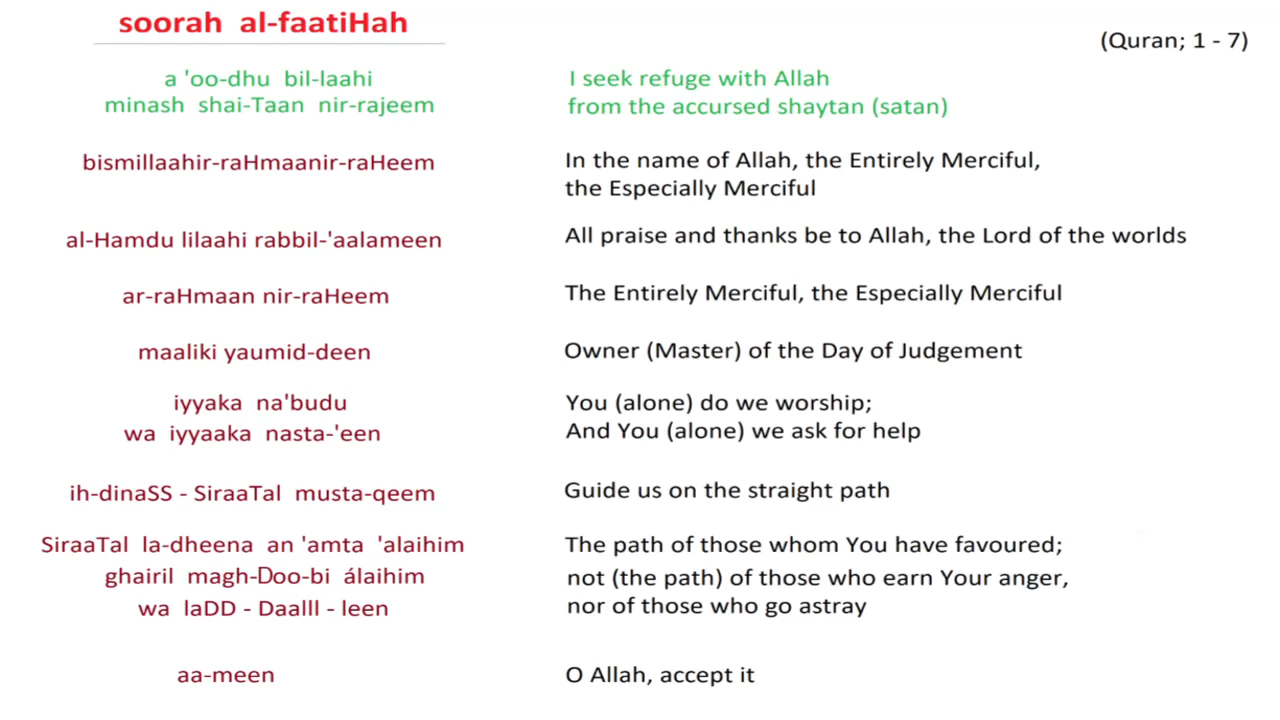 soorah al-faatiHah
(Quran; 1 - 7)
a 'oo-dhu bil-laahi
minash shai-Taan nir-rajeem
I seek refuge with Allah
from the accursed shaytan (satan)
bismillaahir-raHmaanir-raHeem
In the name of Allah, the Entirely Merciful,
the Especially Merciful
al-Hamdu lilaahi rabbil-'aalameen
All praise and thanks be to Allah, the Lord of the worlds
ar-raHmaan nir-raHeem
The Entirely Merciful, the Especially Merciful
maaliki yaumid-deen
Owner (Master) of the Day of Judgement
iyyaka na'budu
wa iyyaaka nasta-'een
You (alone) do we worship;
And You (alone) we ask for help
ih-dinaSS - SiraaTal musta-qeem
Guide us on the straight path
SiraaTal la-dheena an 'amta 'alaihim
ghairil magh-Doo-bi álaihim
wa laDD - Daalll - leen
The path of those whom You have favoured;
not (the path) of those who earn Your anger,
nor of those who go astray
aa-meen
O Allah, accept it